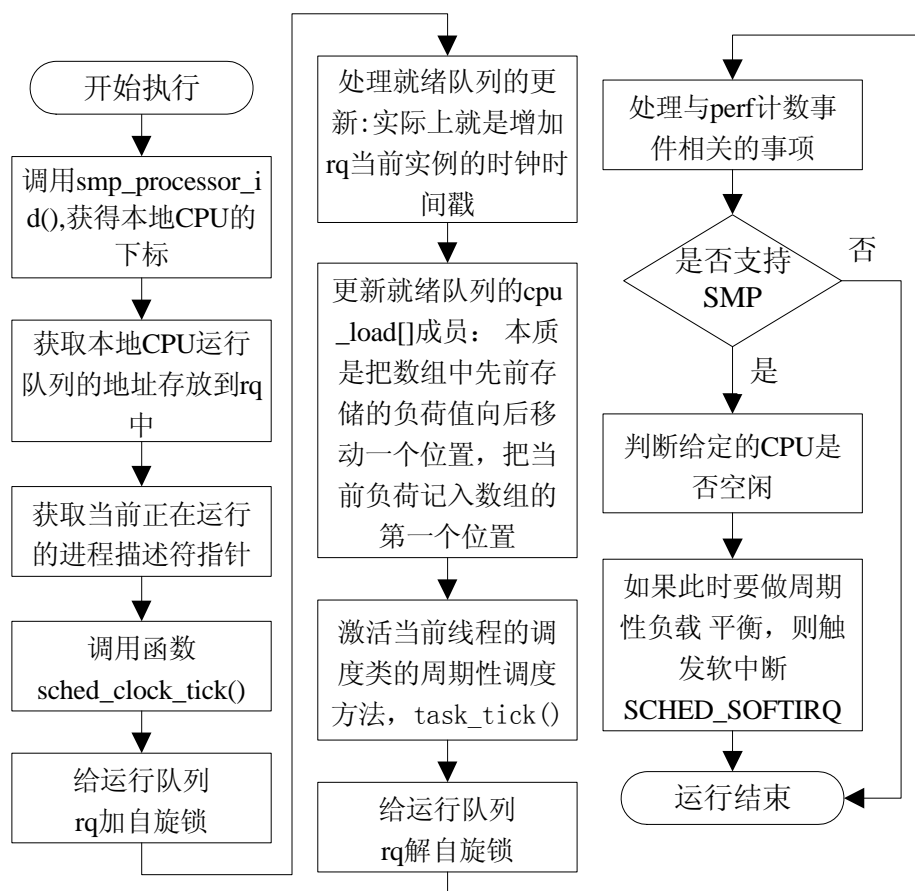 开始执行
调用smp_processor_i
d(),获得本地CPU的
下标
获取本地CPU运行
队列的地址存放到rq
中
获取当前正在运行
的进程描述符指针
调用函数
sched_clock_tick()
给运行队列
rq加自旋锁
处理就绪队列的更
新:实际上就是增加
rq当前实例的时钟时
间戳
更新就绪队列的cpu
_load[]成员： 本质
是把数组中先前存
储的负荷值向后移
动一个位置，把当
前负荷记入数组的
第一个位置
激活当前线程的调
度类的周期性调度
方法，task_tick()
给运行队列
rq解自旋锁
处理与perf计数事
件相关的事项
是否支持
SMP
否
是
判断给定的CPU是
否空闲
如果此时要做周期
性负载 平衡，则触
发软中断
SCHED_SOFTIRQ
运行结束